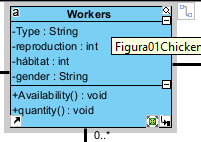 a
Workers
-Type : String
-reproduction : int
Figura01Chicken
-hábitat : int
-gender : String
+Availability() : void
+quantity() : void
0..*